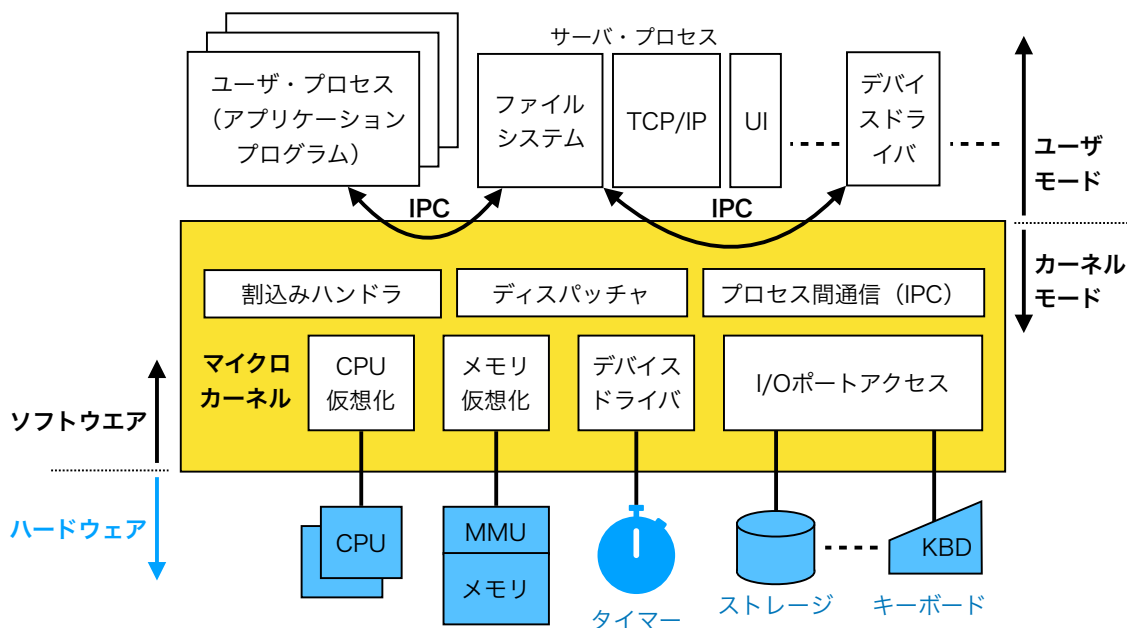 サーバ・プロセス
ユーザ・プロセス
（アプリケーション
プログラム）
ファイル
システム
TCP/IP
UI
デバイ
スドラ
イバ
ユーザ
モード
IPC
IPC
カーネル
モード
割込みハンドラ
ディスパッチャ
プロセス間通信（IPC）
マイクロ
カーネル
CPU
仮想化
メモリ
仮想化
デバイス
ドライバ
I/Oポートアクセス
ソフトウエア
ハードウェア
CPU
MMU
メモリ
KBD
タイマー
ストレージ
キーボード